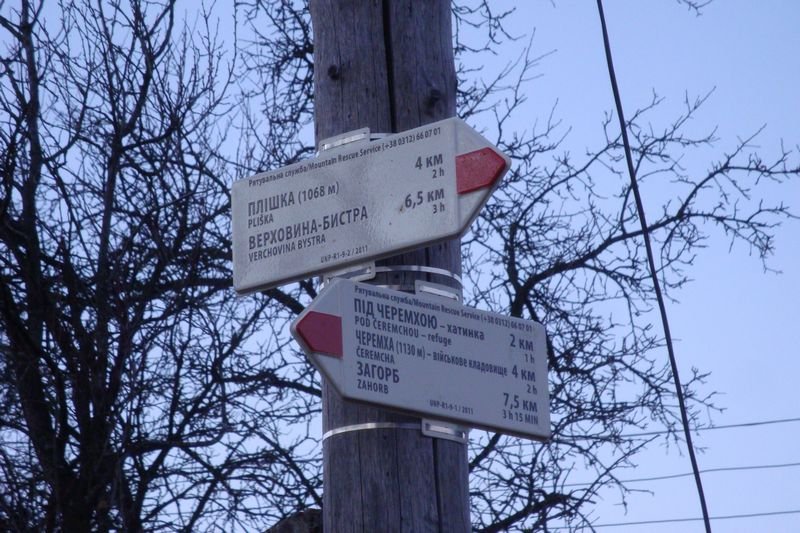 Рятувальна служба/Mountain Rescue Service (+38 0312) 66 07 01
ПЛІШКА (1068 м) 4 КМ
PLIŠKA 2 h
ВЕРХОВИНА-БИСТРА 6,5 КМ
VERCHOVINA BYSTRA 3 h
UNP-R1-9-2 / 2011
Рятувальна служба/Mountain Rescue Service (+38 0312) 66 07 01
ПІД ЧЕРЕМХОЮ – хатинка 2 КМ
POD ČEREMCHOU – refuge 1 h
ЧЕРЕМХА (1130 м) – військове кладовище 4 КМ
ČEREMCHA 2 h
ЗАГОРБ 7,5 КМ
ZAHORB 3 h 15 MIN
UNP-R1-9-1 / 2011